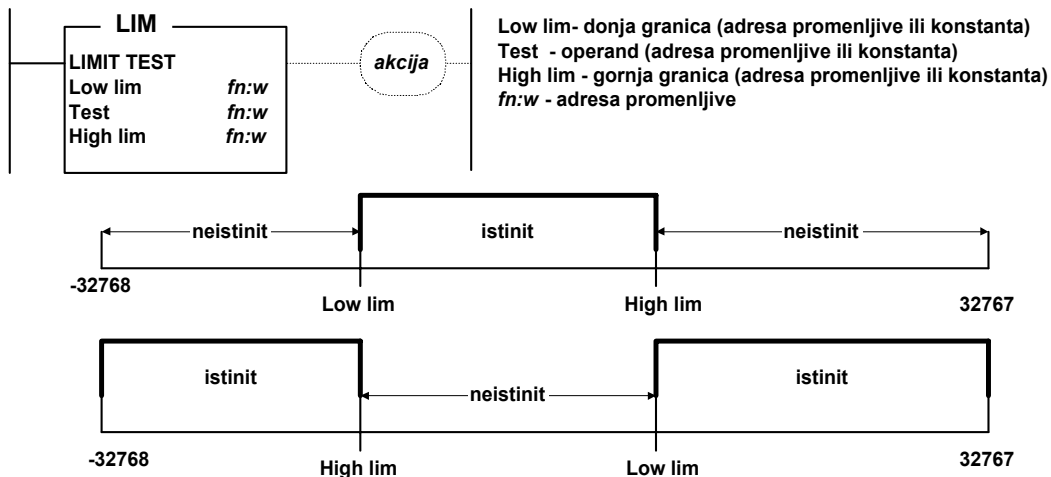 LIM
LIMIT TEST
Low lim fn:w
Test fn:w
High lim fn:w
akcija
Low lim- donja granica (adresa promenljive ili konstanta)
Test - operand (adresa promenljive ili konstanta)
High lim - gornja granica (adresa promenljive ili konstanta)
fn:w - adresa promenljive
neistinit istinit neistinit
-32768 Low lim High lim 32767
istinit neistinit istinit
-32768 High lim Low lim 32767